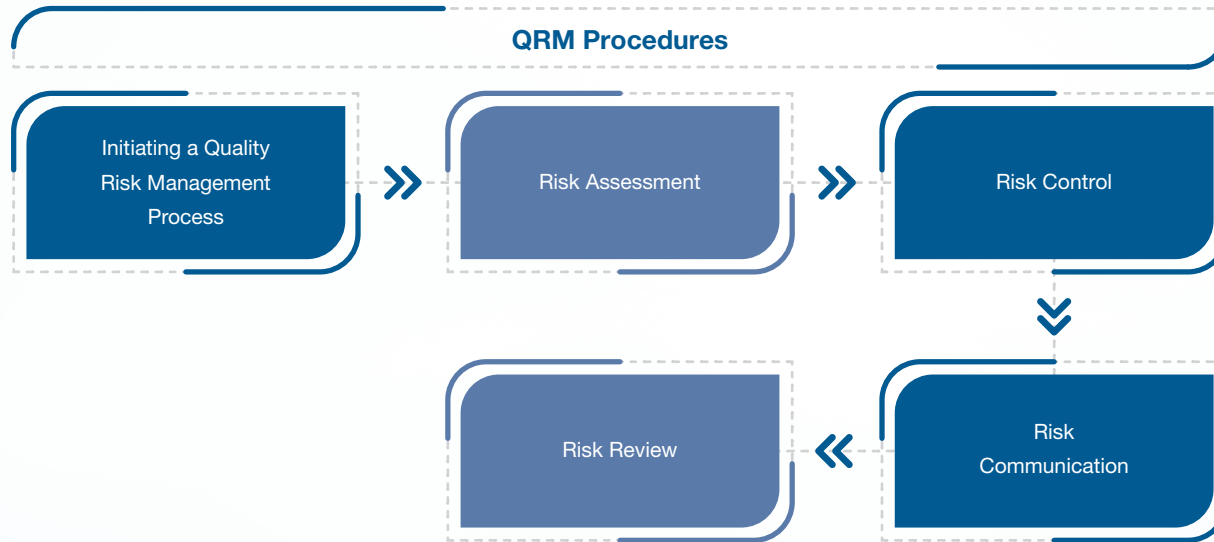 QRM Procedures
Initiating a Quality
Risk Management
Process
Risk Assessment
Risk Control
Risk
Communication
Risk Review